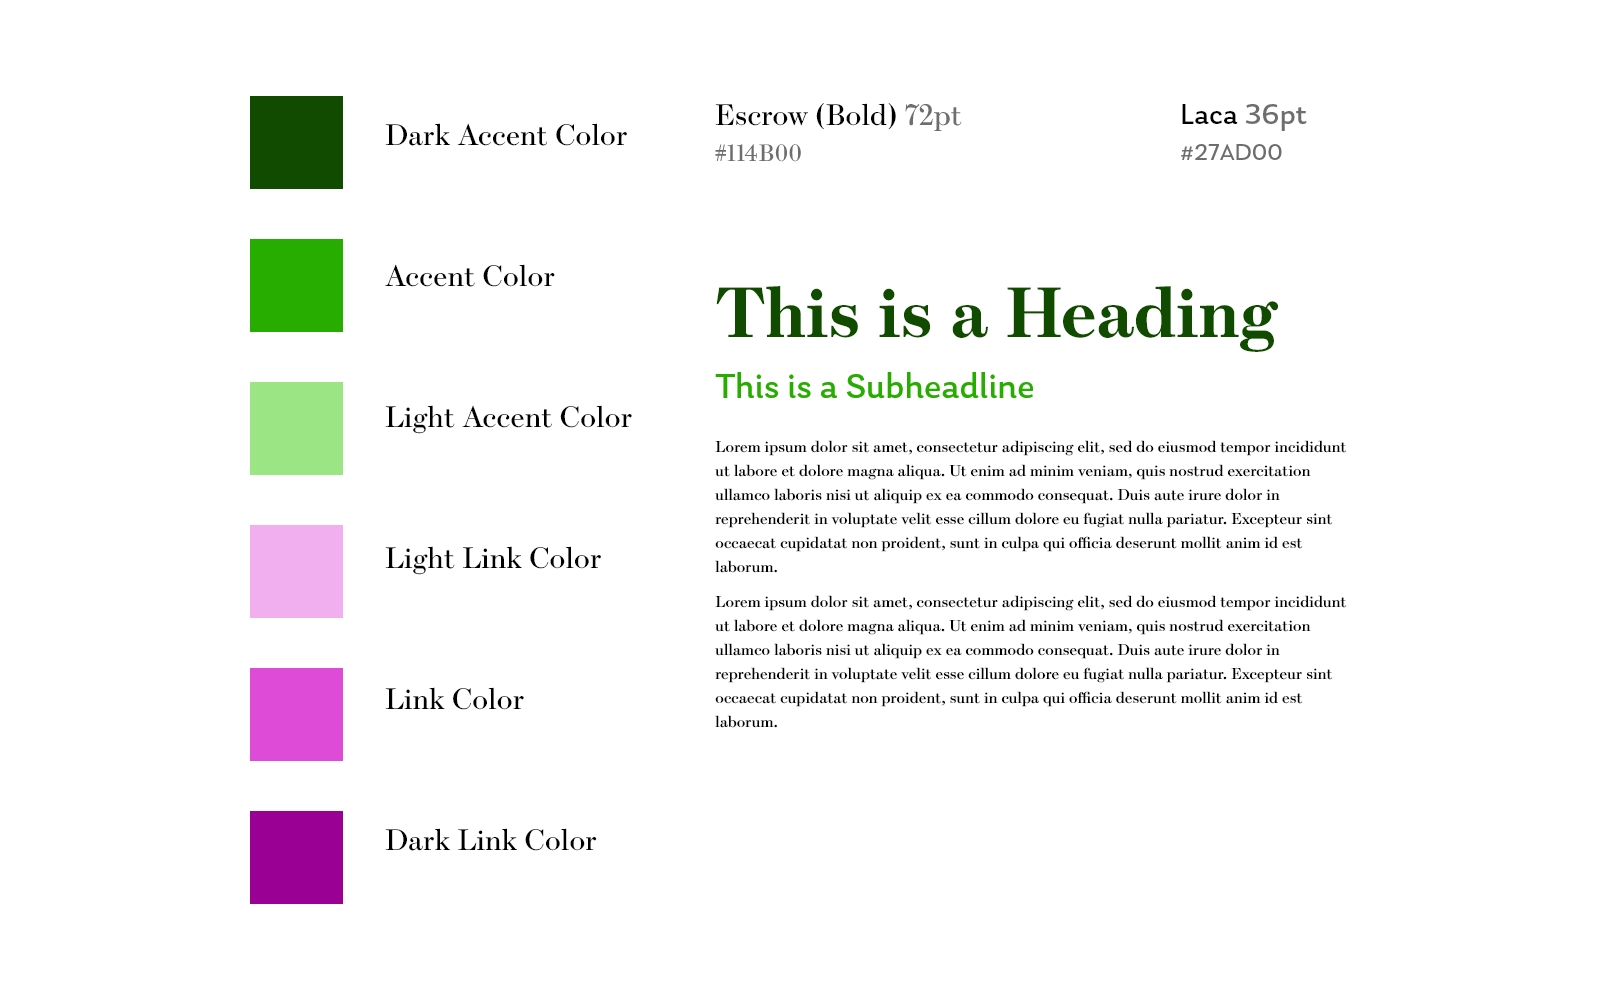 Dark Accent Color
Accent Color
Light Accent Color
Light Link Color
Link Color
Dark Link Color
Escrow (Bold) 72pt
#114B00
Laca 36pt
#27AD00
This is a Heading
This is a Subheadline
Lorem ipsum dolor sit amet, consectetur adipiscing elit, sed do eiusmod tempor incididunt
ut labore et dolore magna aliqua. Ut enim ad minim veniam, quis nostrud exercitation
ullamco laboris nisi ut aliquip ex ea commodo consequat. Duis aute irure dolor in
reprehenderit in voluptate velit esse cillum dolore eu fugiat nulla pariatur. Excepteur sint
occaecat cupidatat non proident, sunt in culpa qui officia deserunt mollit anim id est
laborum.
Lorem ipsum dolor sit amet, consectetur adipiscing elit, sed do eiusmod tempor incididunt
ut labore et dolore magna aliqua. Ut enim ad minim veniam, quis nostrud exercitation
ullamco laboris nisi ut aliquip ex ea commodo consequat. Duis aute irure dolor in
reprehenderit in voluptate velit esse cillum dolore eu fugiat nulla pariatur. Excepteur sint
occaecat cupidatat non proident, sunt in culpa qui officia deserunt mollit anim id est
laborum.